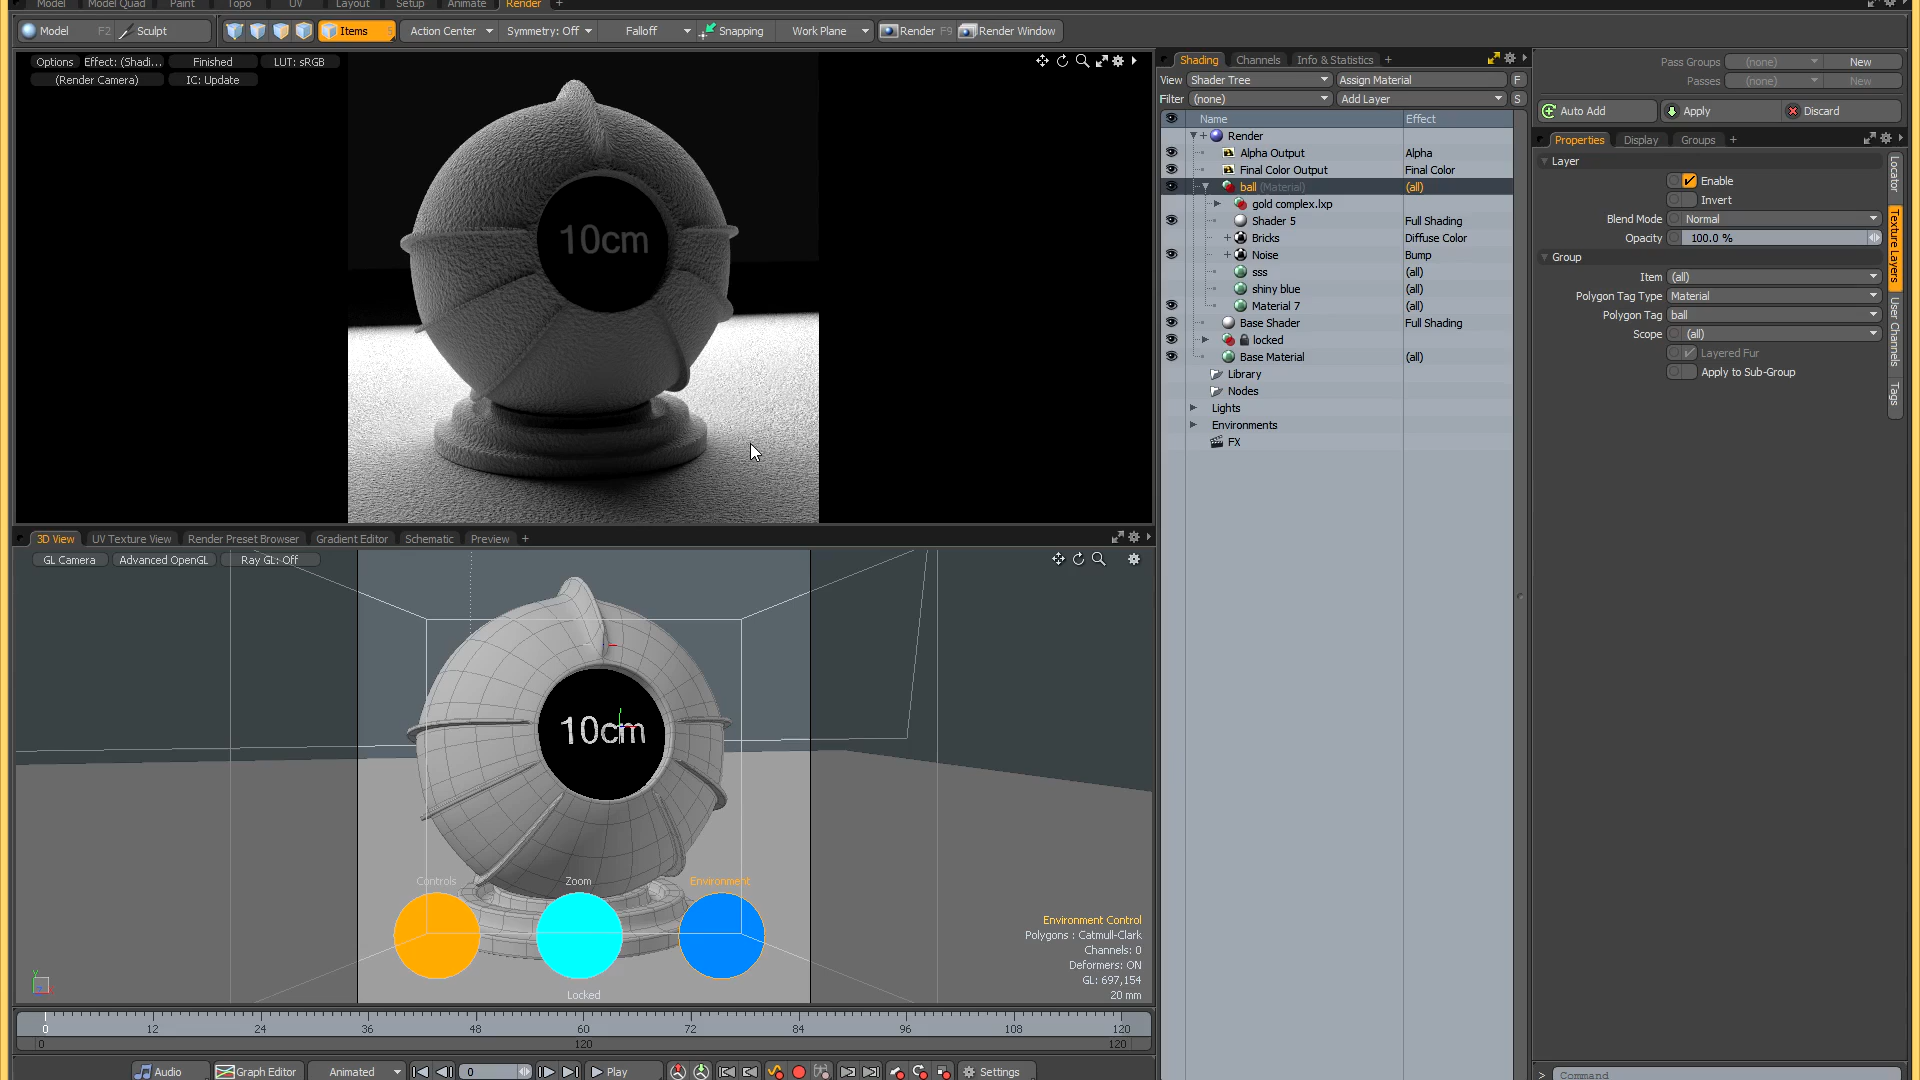 Model Model Quad Paint Topo UV Layout Setup Animate Render +
Model F2 Sculpt Items 5 Action Center Symmetry: Off Falloff Snapping Work Plane Render F9 Render Window
Options Effect: (Shadi... Finished LUT: sRGB
(Render Camera) IC: Update
10cm
Shading Channels Info & Statistics +
View Shader Tree Assign Material F
Filter (none) Add Layer S
Name Effect
Render
Alpha Output Alpha
Final Color Output Final Color
ball (Material) (all)
gold complex.lxp
Shader 5 Full Shading
Bricks Diffuse Color
Noise Bump
sss (all)
shiny blue (all)
Material 7 (all)
Base Shader Full Shading
locked
Base Material (all)
Library
Nodes
Lights
Environments
FX
Pass Groups (none) New
Passes (none) New
Auto Add Apply Discard
Properties Display Groups +
Layer
Enable
Invert
Blend Mode Normal
Opacity 100.0 %
Group
Item (all)
Polygon Tag Type Material
Polygon Tag ball
Scope (all)
Layered Fur
Apply to Sub-Group
Locator
Texture Layers
User Channels
Tags
3D View UV Texture View Render Preset Browser Gradient Editor Schematic Preview +
GL Camera Advanced OpenGL Ray GL: Off
10cm
Controls Zoom Environment
Locked
Environment Control
Polygons : Catmull-Clark
Channels: 0
Deformers: ON
GL: 697,154
20 mm
Y
0 12 24 36 48 60 72 84 96 108 120
0 120 120
Audio Graph Editor Animated 0 Play Settings
> Command